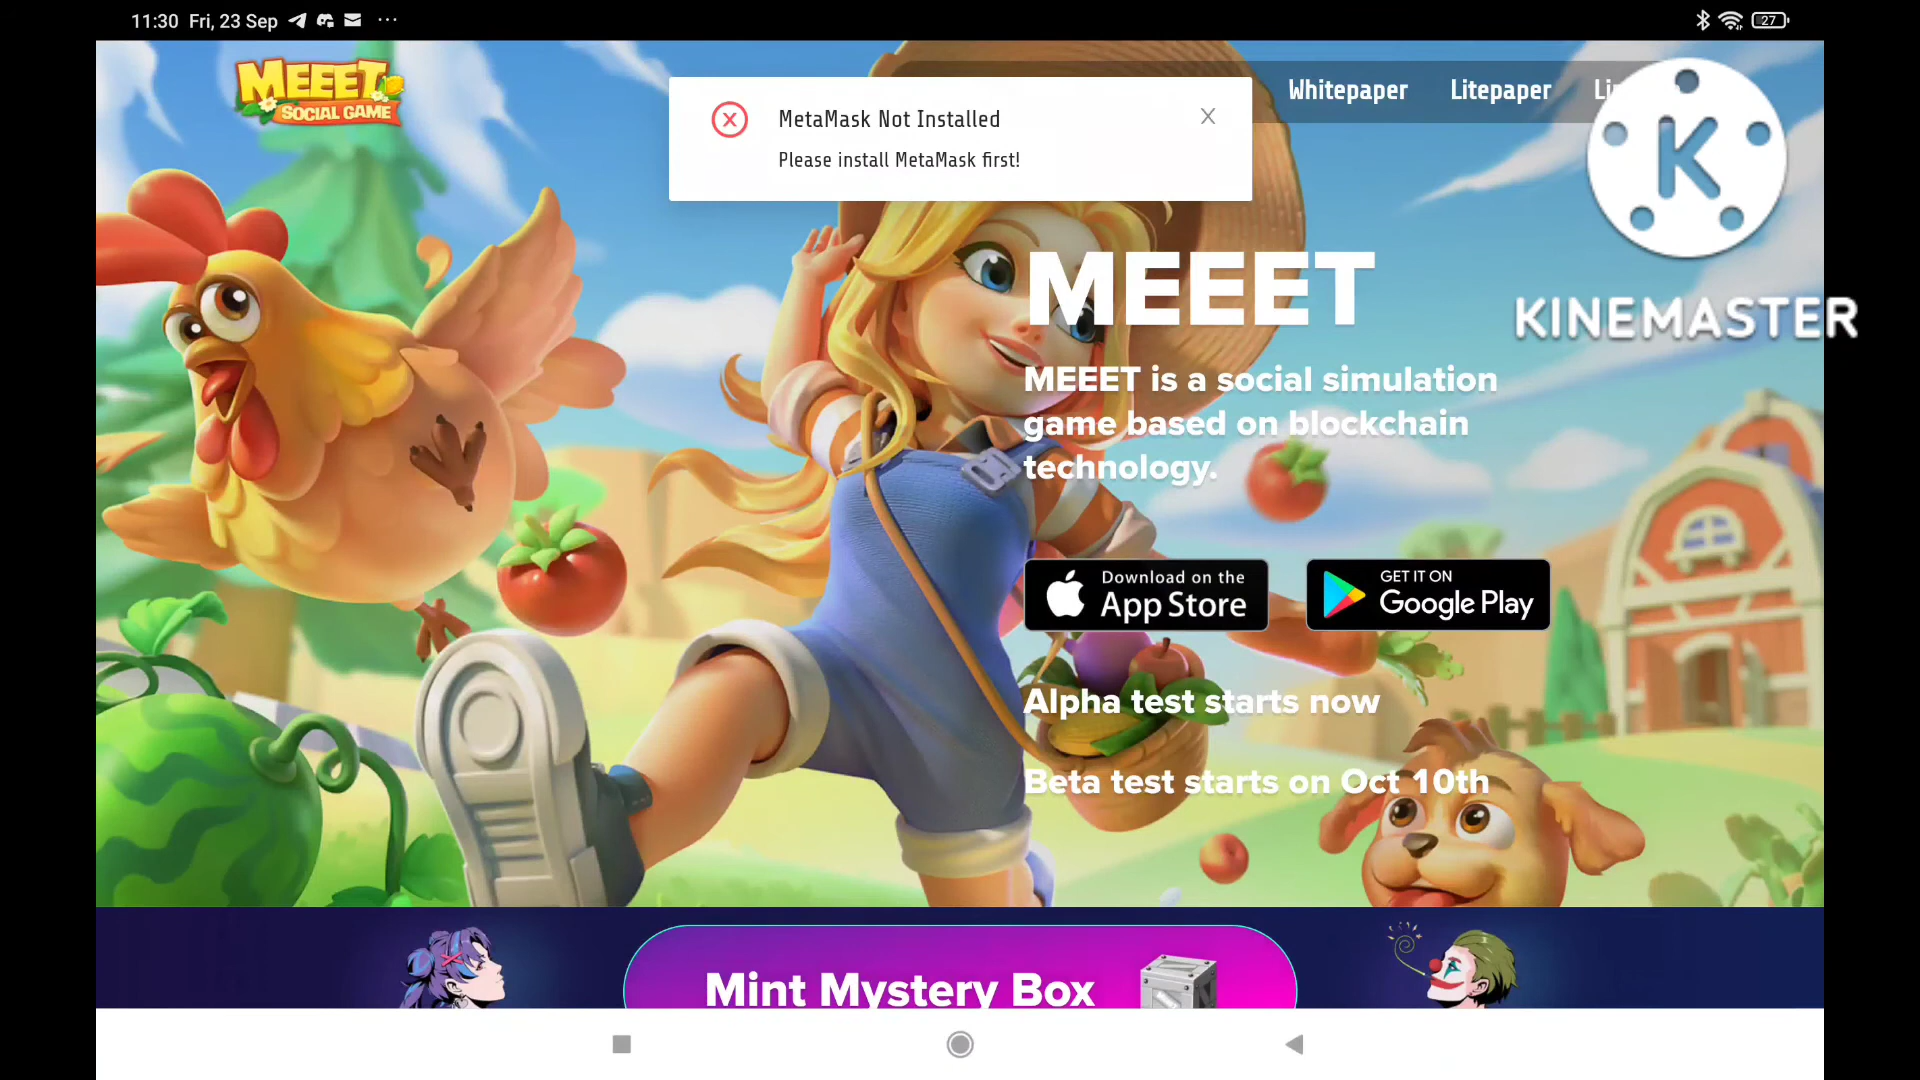 11:30 Fri, 23 Sep
27
MEEET
SOCIAL GAME
MetaMask Not Installed
Please install MetaMask first!
Whitepaper Litepaper
K
KINEMASTER
MEEET
MEEET is a social simulation
game based on blockchain
technology.
Download on the
App Store
GET IT ON
Google Play
Alpha test starts now
Beta test starts on Oct 10th
Mint Mystery Box